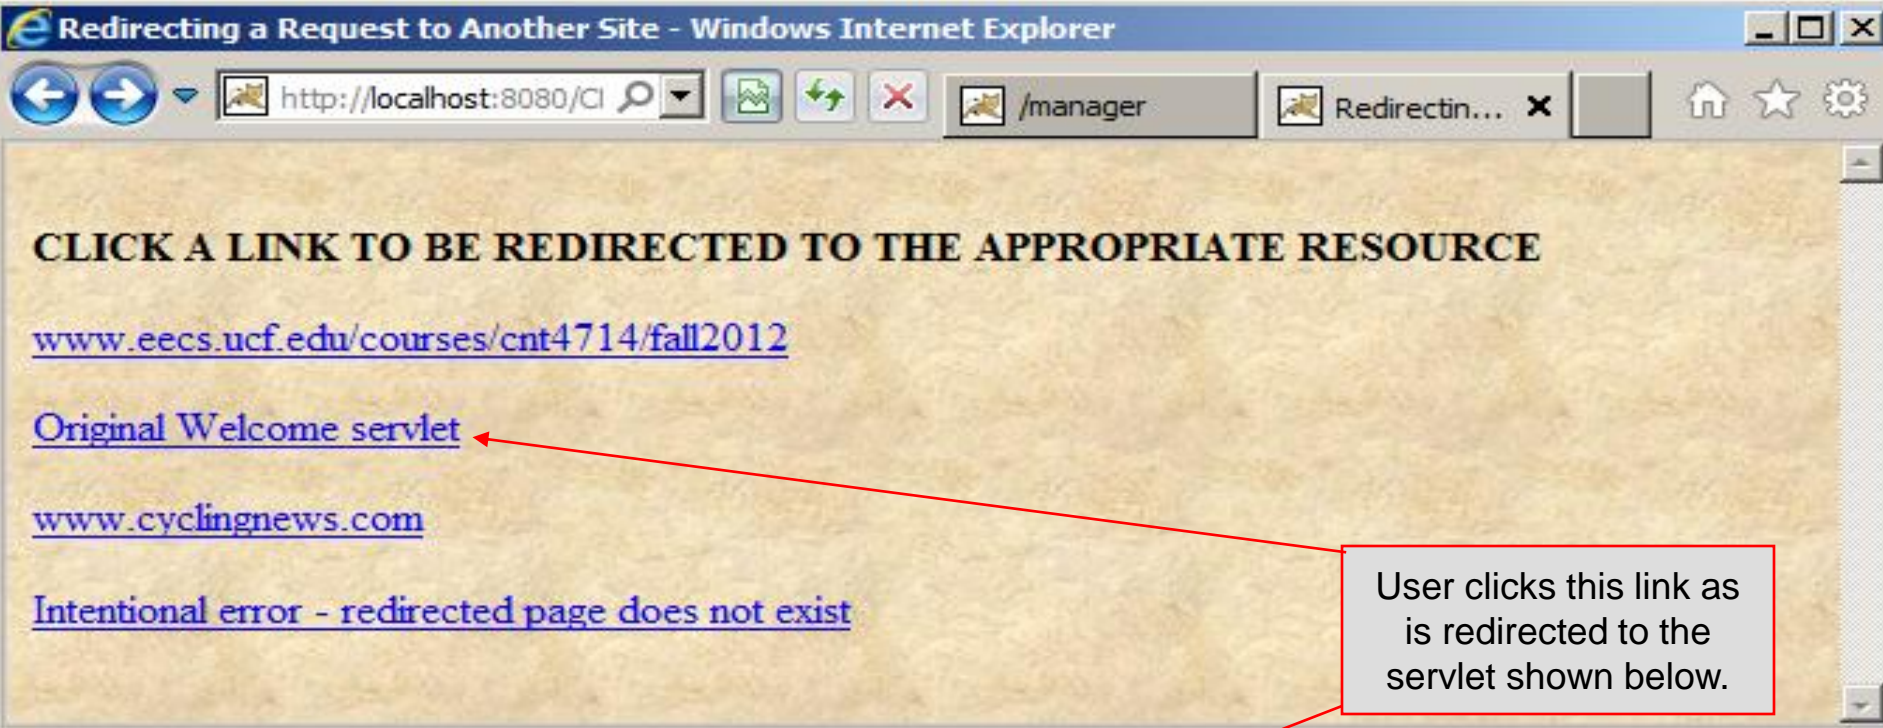 Redirecting a Request to Another Site - Windows Internet Explorer
http://localhost:8080/Cl
/manager
Redirectin...
CLICK A LINK TO BE REDIRECTED TO THE APPROPRIATE RESOURCE
www.eecs.ucf.edu/courses/cnt4714/fall2012
Original Welcome servlet
www.cyclingnews.com
Intentional error - redirected page does not exist
User clicks this link as
is redirected to the
servlet shown below.